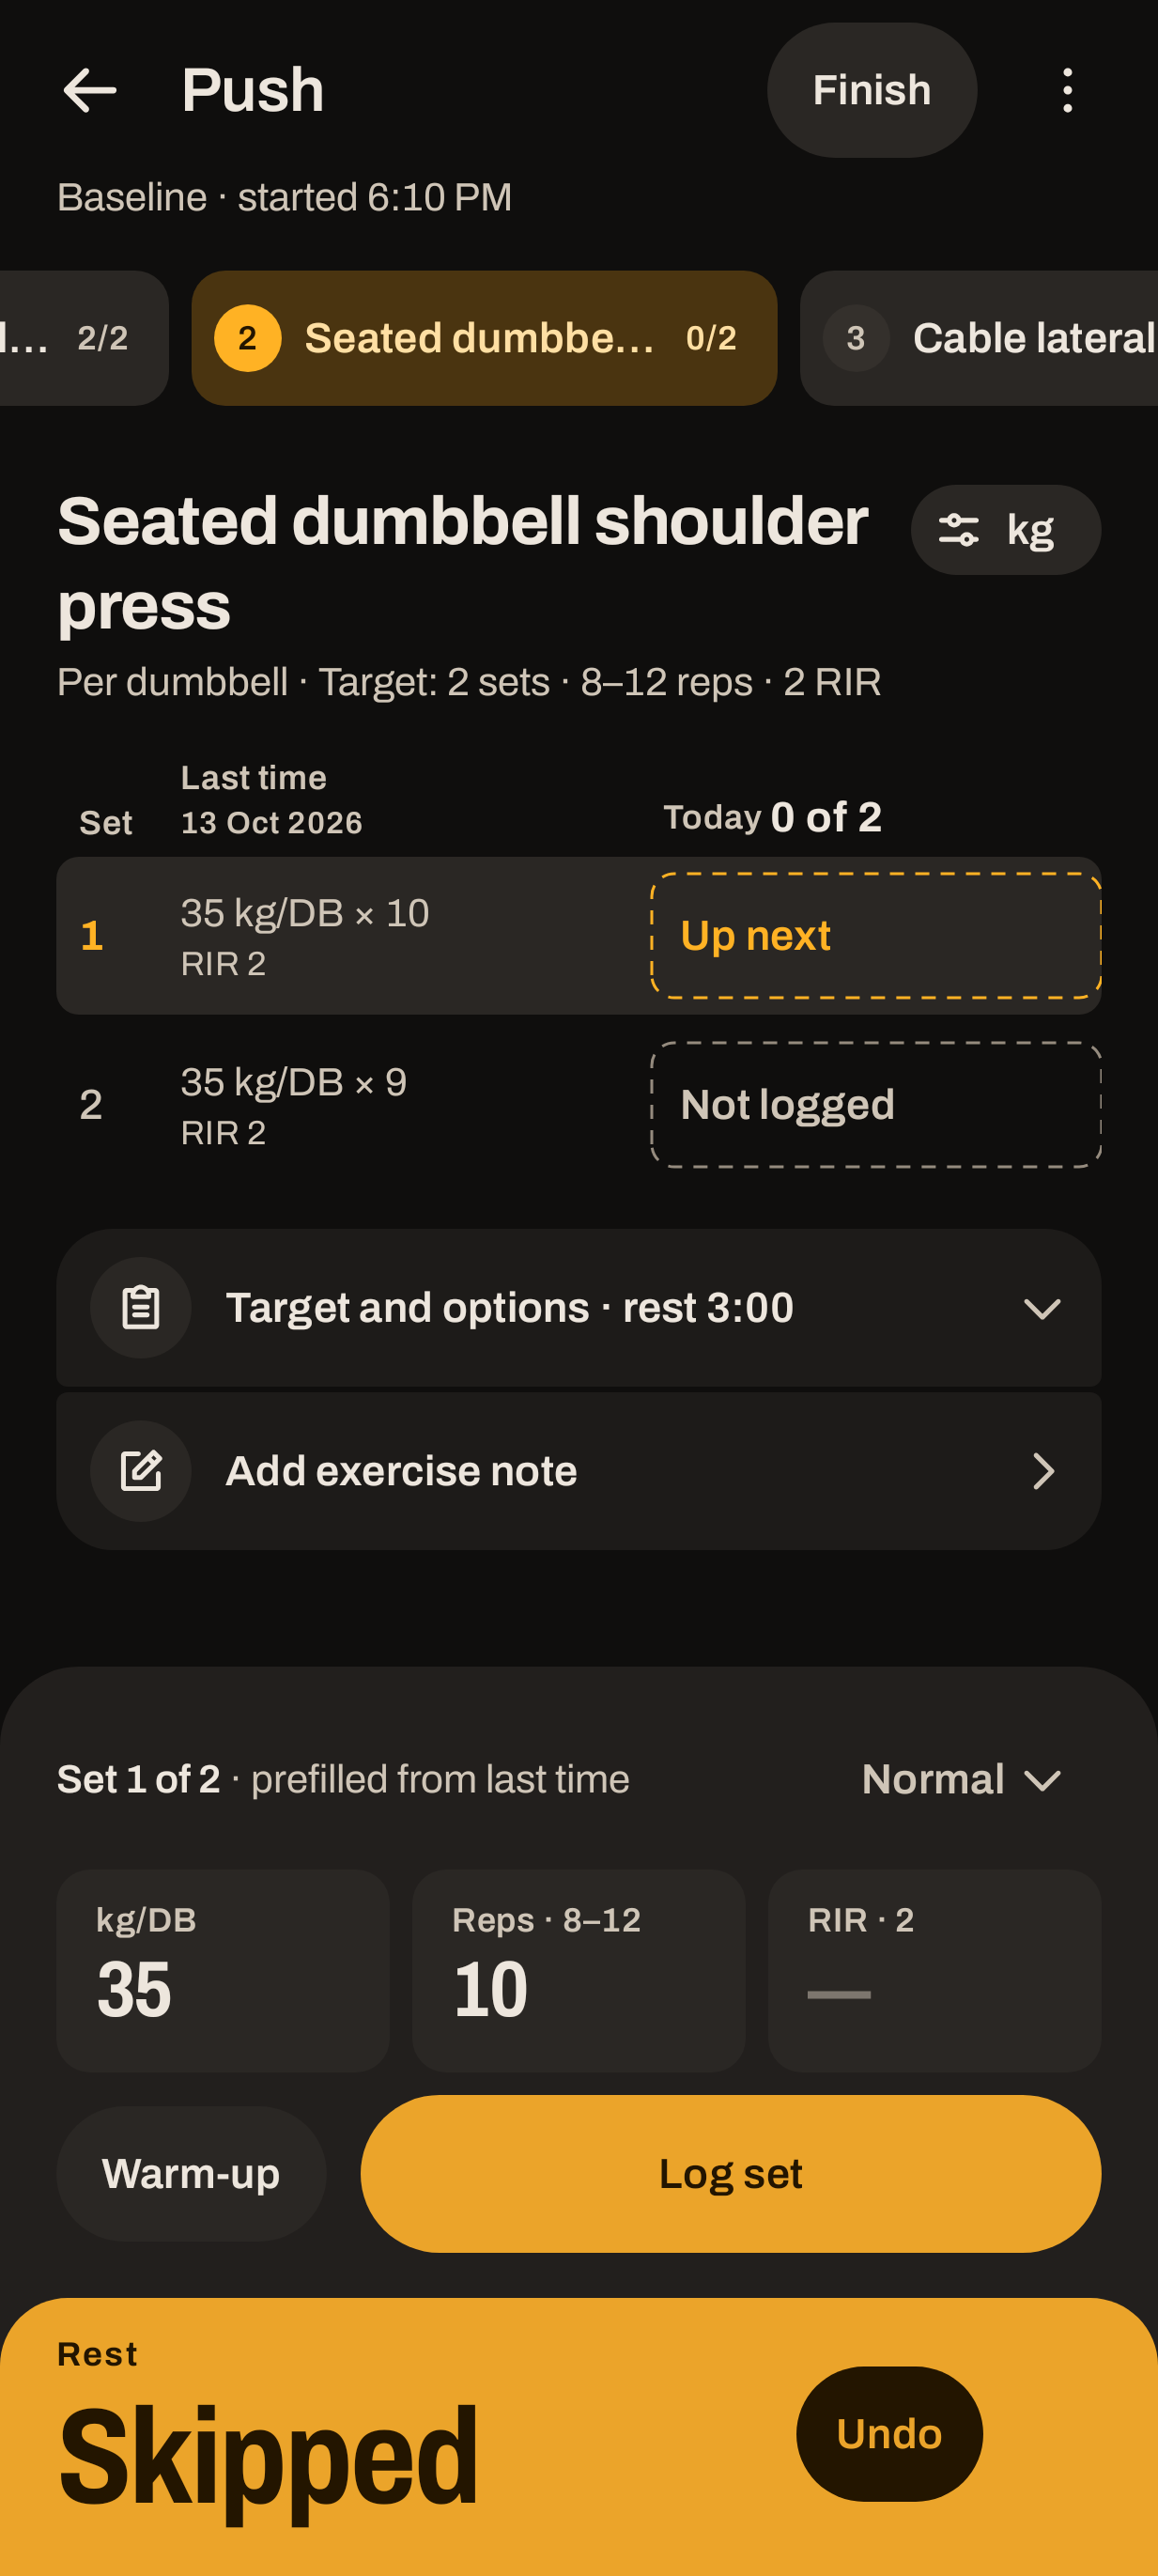 Push
Finish
Baseline · started 6:10 PM
l… 2/2
2 Seated dumbbe… 0/2
3 Cable lateral
Seated dumbbell shoulder
press
kg
Per dumbbell · Target: 2 sets · 8–12 reps · 2 RIR
Set
Last time
13 Oct 2026
Today 0 of 2
1
35 kg/DB × 10
RIR 2
Up next
2
35 kg/DB × 9
RIR 2
Not logged
Target and options · rest 3:00
Add exercise note
Set 1 of 2 · prefilled from last time
Normal
kg/DB
35
Reps · 8–12
10
RIR · 2
—
Warm-up
Log set
Rest
Skipped
Undo